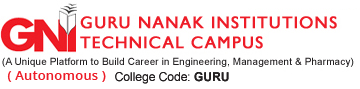 GNI GURU NANAK INSTITUTIONS
TECHNICAL CAMPUS
(A Unique Platform to Build Career in Engineering, Management & Pharmacy)
( Autonomous ) College Code: GURU